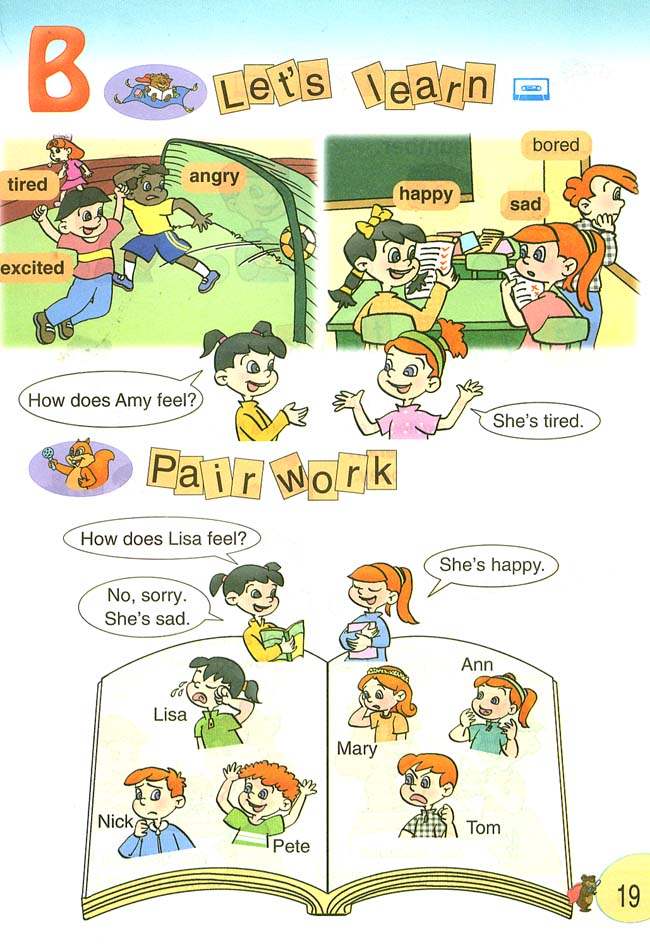 B
Let's learn
tired
angry
excited
bored
happy
sad
How does Amy feel?
She's tired.
Pair work
How does Lisa feel?
She's happy.
No, sorry.
She's sad.
Lisa
Ann
Mary
Nick
Pete
Tom
19